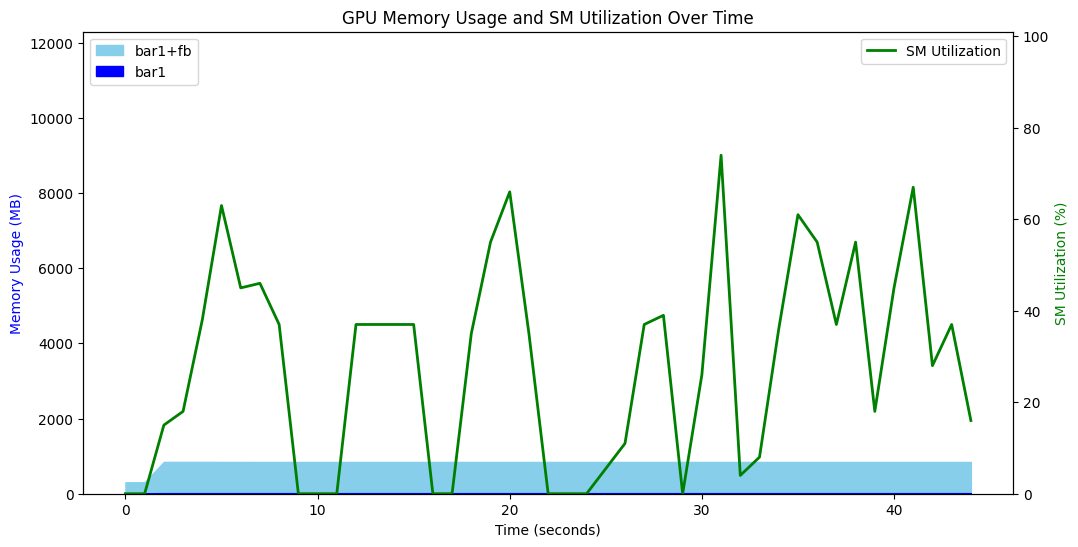 GPU Memory Usage and SM Utilization Over Time
bar1+fb
bar1
SM Utilization
12000
10000
8000
6000
4000
2000
0
Memory Usage (MB)
100
80
60
40
20
0
SM Utilization (%)
0
10
20
30
40
Time (seconds)